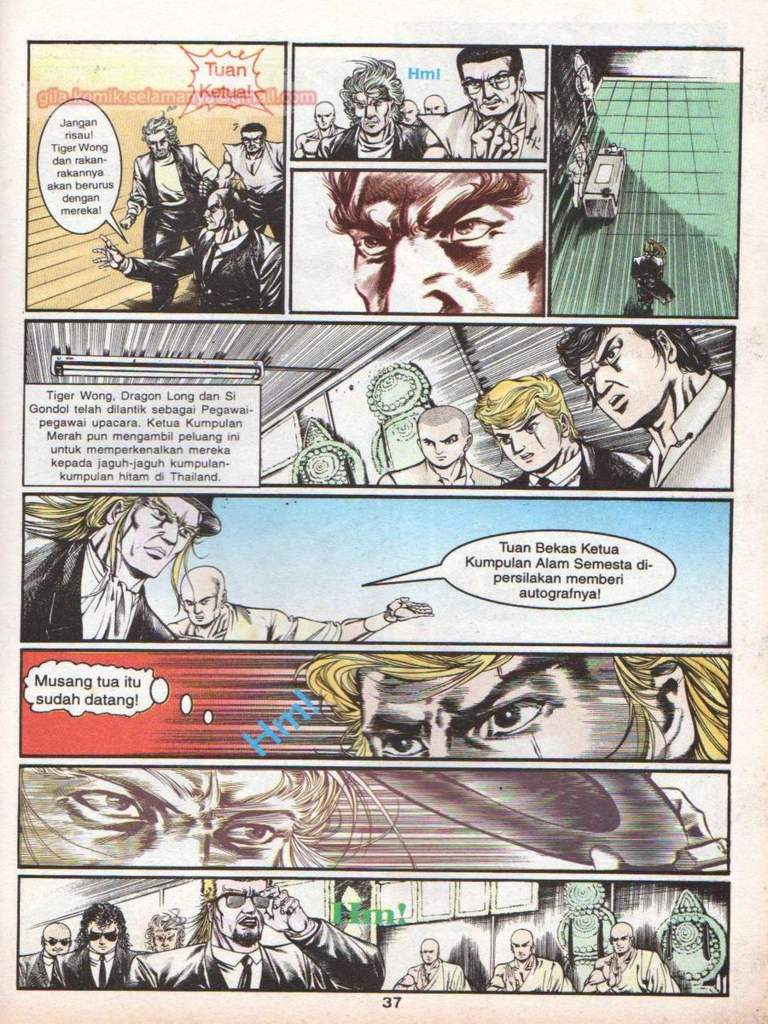 Tuan
Ketua!
Jangan
risau!
Tiger Wong
dan rakan-
rakannya
akan berurus
dengan
mereka!
Hm!
Tiger Wong, Dragon Long dan Si
Gondol telah dilantik sebagai Pegawai-
pegawai upacara. Ketua Kumpulan
Merah pun mengambil peluang ini
untuk memperkenalkan mereka
kepada jaguh-jaguh kumpulan-
kumpulan hitam di Thailand.
Tuan Bekas Ketua
Kumpulan Alam Semesta di-
persilakan memberi
autografnya!
Musang tua itu
sudah datang!
Hm!
Hm!
37